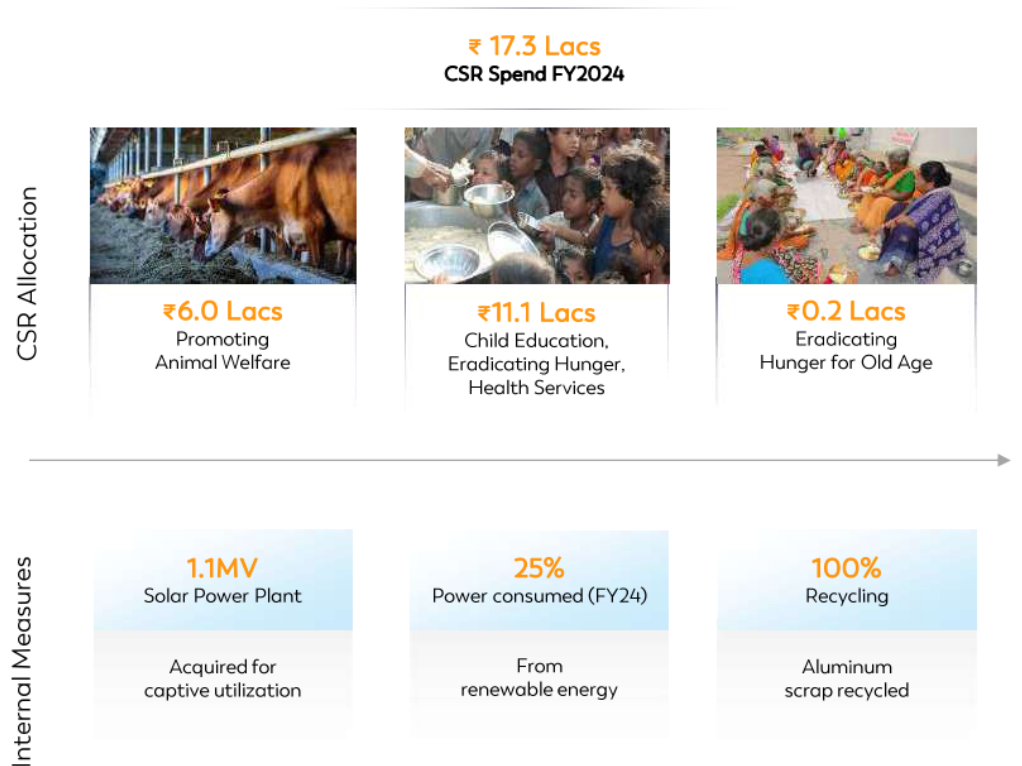 ₹ 17.3 Lacs
CSR Spend FY2024
CSR Allocation
₹6.0 Lacs
Promoting
Animal Welfare
₹11.1 Lacs
Child Education,
Eradicating Hunger,
Health Services
₹0.2 Lacs
Eradicating
Hunger for Old Age
Internal Measures
1.1MV
Solar Power Plant
Acquired for
captive utilization
25%
Power consumed (FY24)
From
renewable energy
100%
Recycling
Aluminum
scrap recycled